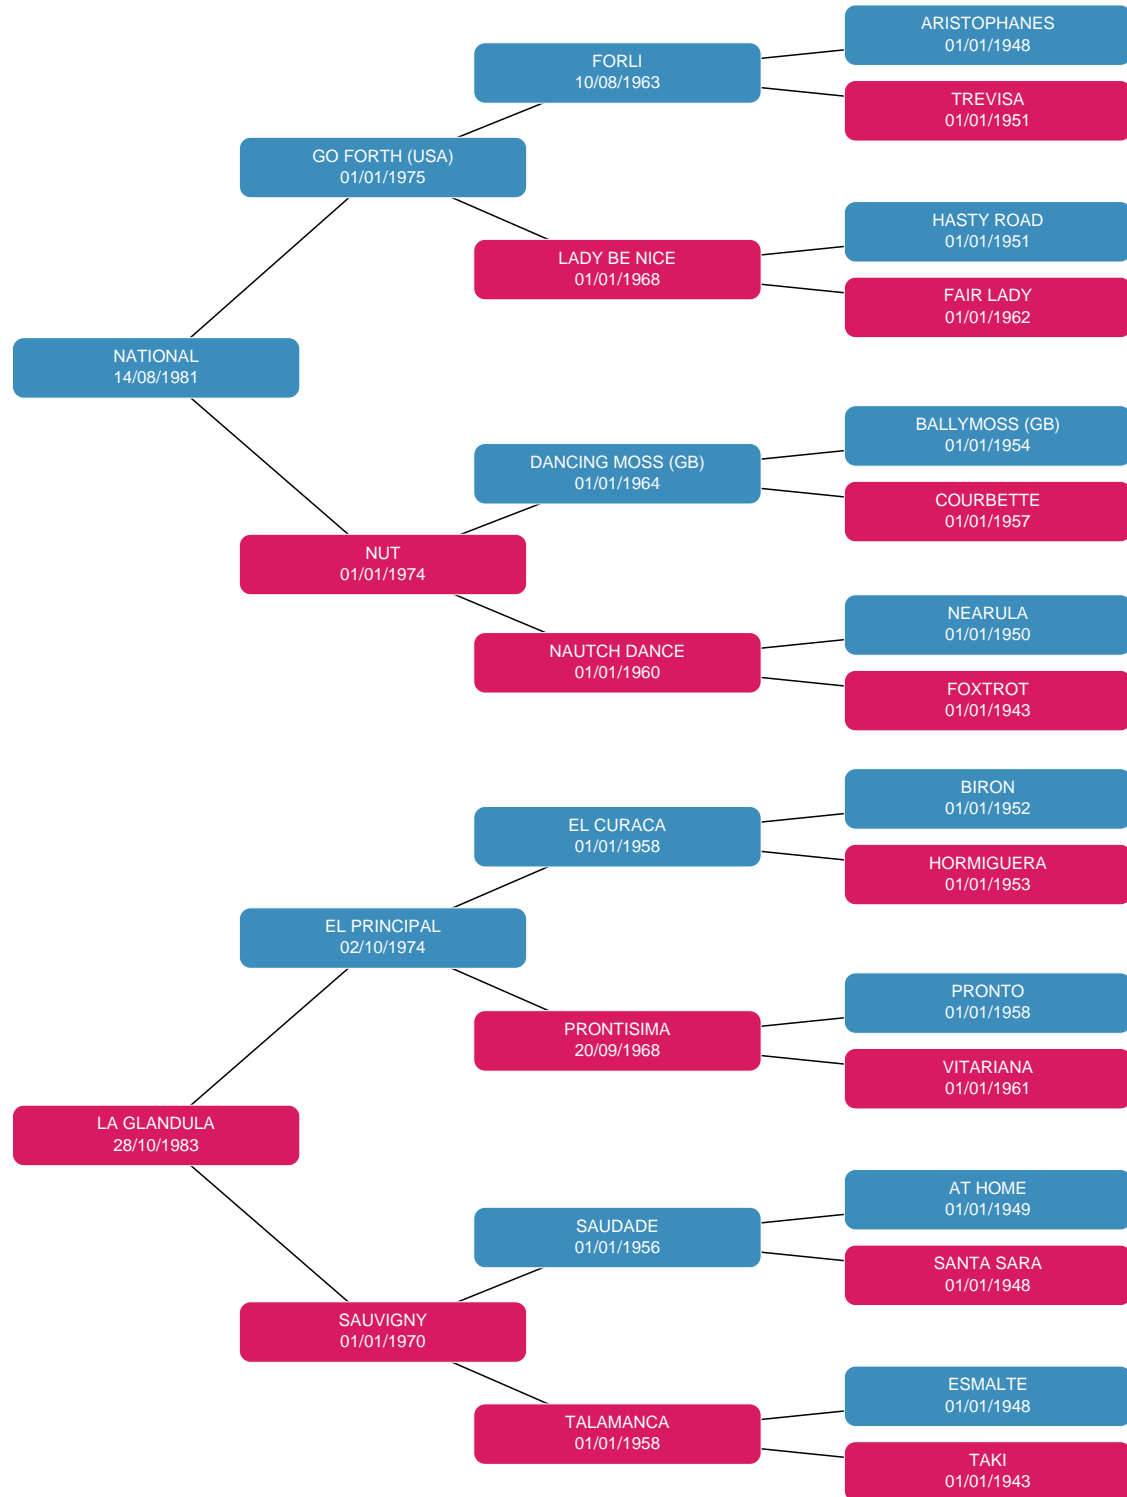 ARISTOPHANES
01/01/1948
FORLI
10/08/1963
TREVISA
01/01/1951
GO FORTH (USA)
01/01/1975
HASTY ROAD
01/01/1951
LADY BE NICE
01/01/1968
FAIR LADY
01/01/1962
NATIONAL
14/08/1981
BALLYMOSS (GB)
01/01/1954
DANCING MOSS (GB)
01/01/1964
COURBETTE
01/01/1957
NUT
01/01/1974
NEARULA
01/01/1950
NAUTCH DANCE
01/01/1960
FOXTROT
01/01/1943
BIRON
01/01/1952
EL CURACA
01/01/1958
HORMIGUERA
01/01/1953
EL PRINCIPAL
02/10/1974
PRONTO
01/01/1958
PRONTISIMA
20/09/1968
VITARIANA
01/01/1961
LA GLANDULA
28/10/1983
AT HOME
01/01/1949
SAUDADE
01/01/1956
SANTA SARA
01/01/1948
SAUVIGNY
01/01/1970
ESMALTE
01/01/1948
TALAMANCA
01/01/1958
TAKI
01/01/1943